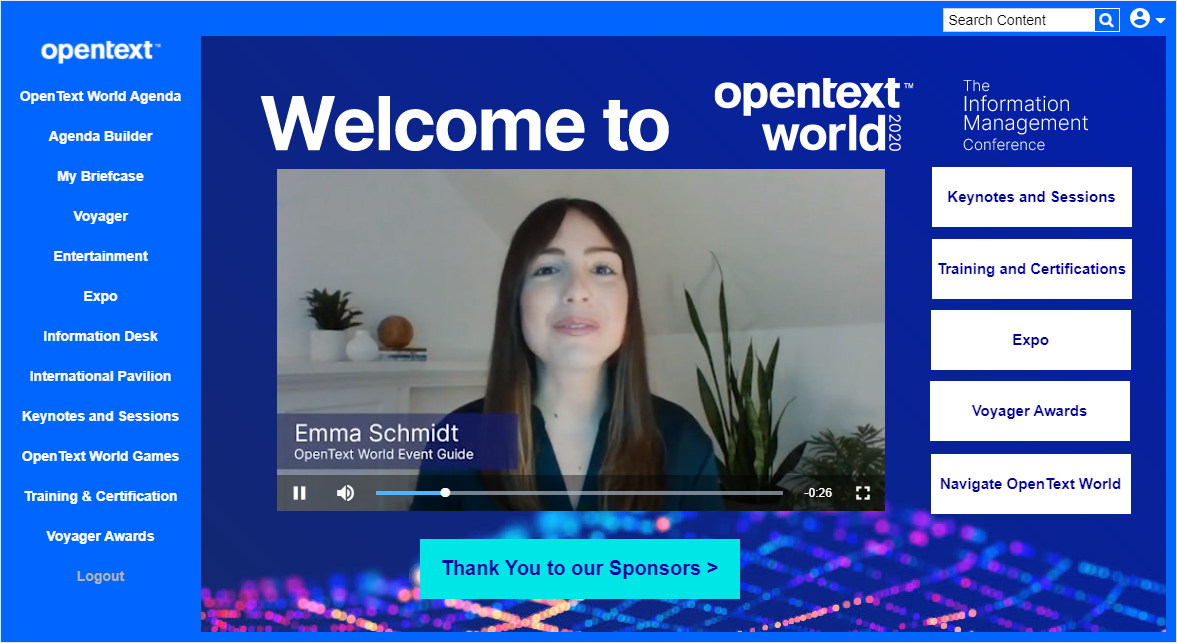 Search Content
opentext™
OpenText World Agenda
Agenda Builder
My Briefcase
Voyager
Entertainment
Expo
Information Desk
International Pavilion
Keynotes and Sessions
OpenText World Games
Training & Certification
Voyager Awards
Logout
Welcome to
opentext™
world 2020
The
Information
Management
Conference
Emma Schmidt
OpenText World Event Guide
-0:26
Keynotes and Sessions
Training and Certifications
Expo
Voyager Awards
Navigate OpenText World
Thank You to our Sponsors >